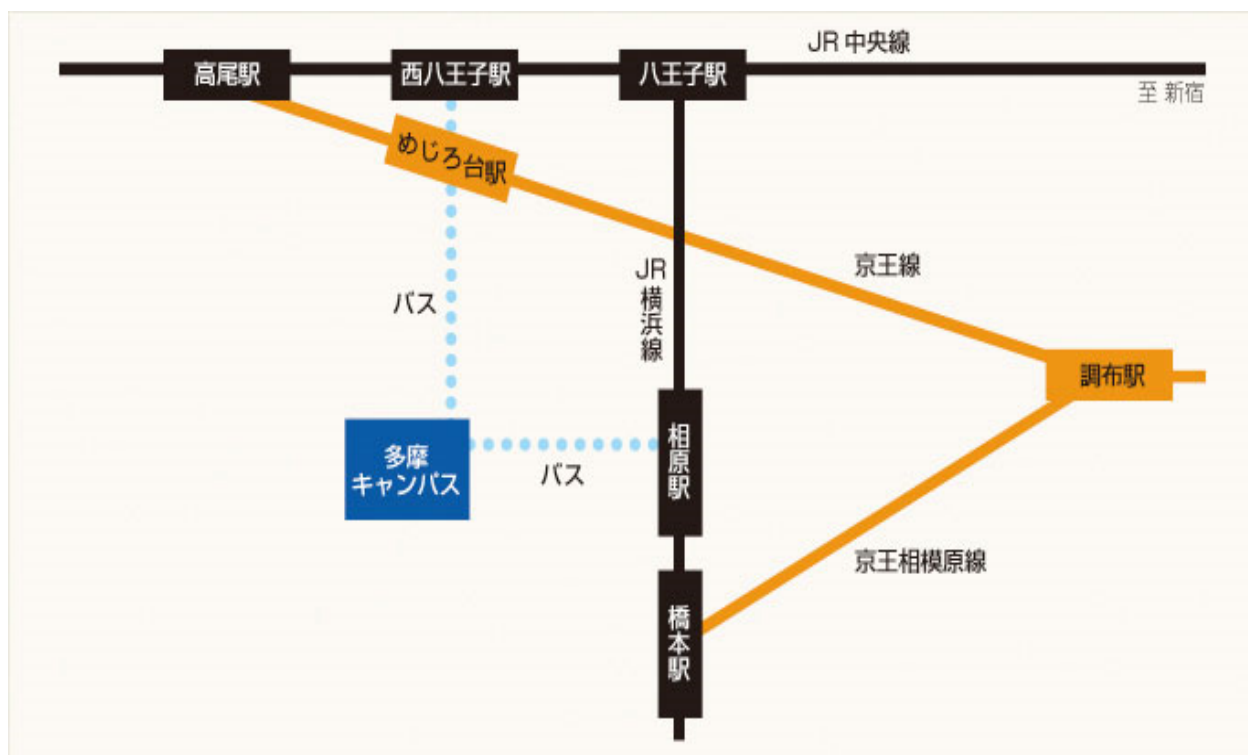 JR 中央線
高尾駅
西八王子駅
八王子駅
至 新宿
めじろ台駅
京王線
JR
横浜線
バス
調布駅
多摩
キャンパス
バス
相原駅
京王相模原線
橋本駅